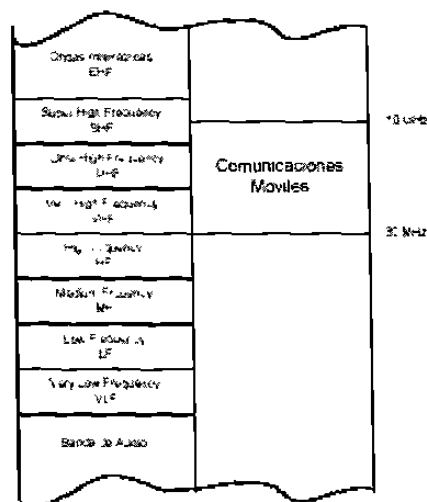 Ondas milimétricas
EHF
Super High Frequency
SHF
Ultra High Frequency
UHF
Very High Frequency
VHF
High Frequency
HF
Medium Frequency
MF
Low Frequency
LF
Very Low Frequency
VLF
Banda de Audio
Comunicaciones
Moviles
10 GHz
30 MHz